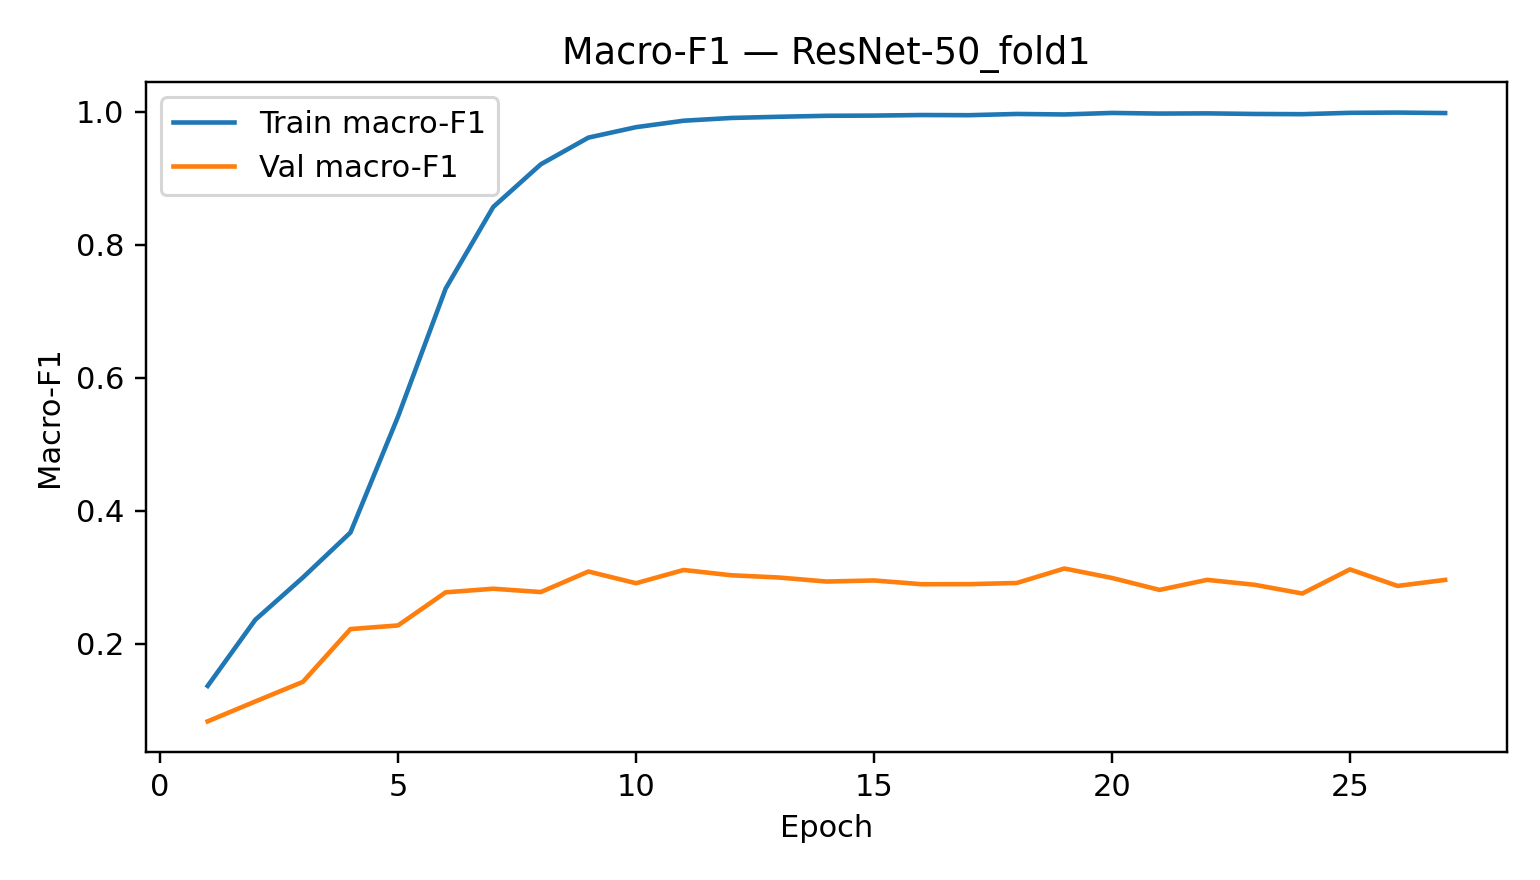 Macro-F1 — ResNet-50_fold1
Train macro-F1
Val macro-F1
Macro-F1
1.0
0.8
0.6
0.4
0.2
0 5 10 15 20 25
Epoch